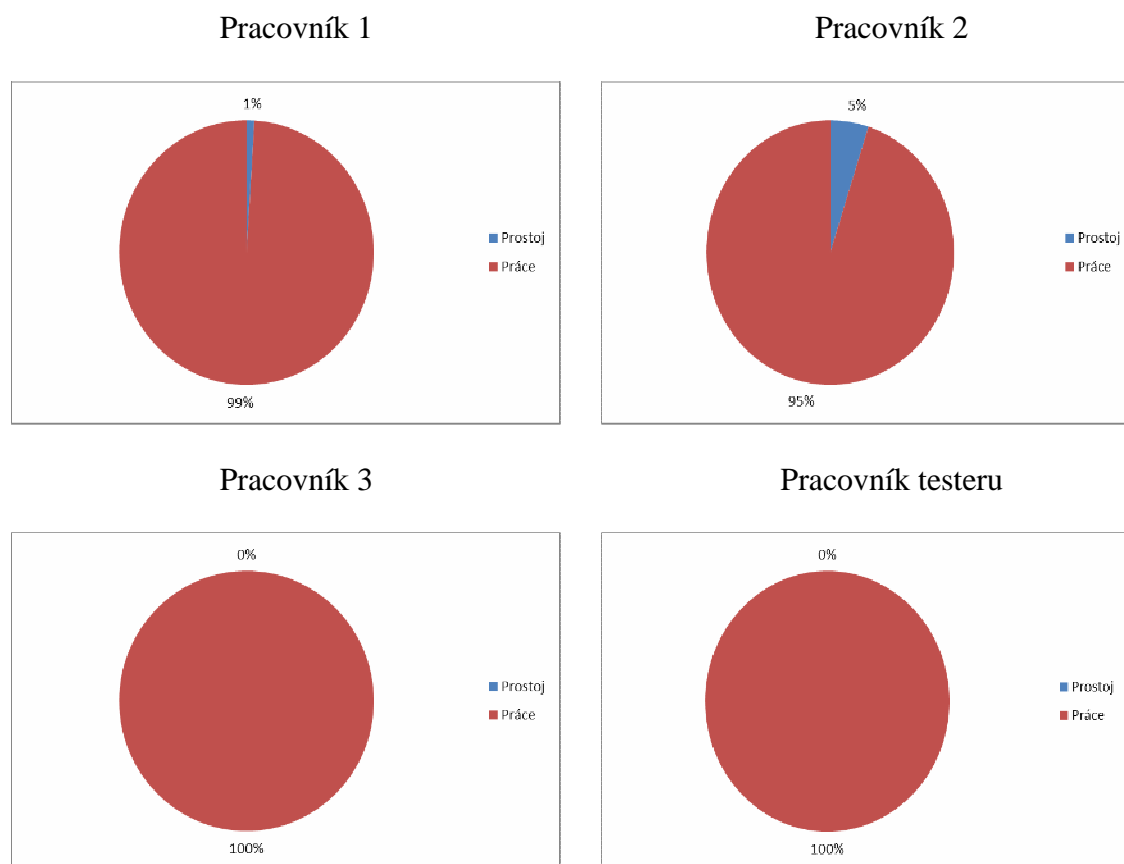 Pracovník 1
1%
Prostoj
Práce
99%
Pracovník 2
5%
Prostoj
Práce
95%
Pracovník 3
0%
Prostoj
Práce
100%
Pracovník testeru
0%
Prostoj
Práce
100%